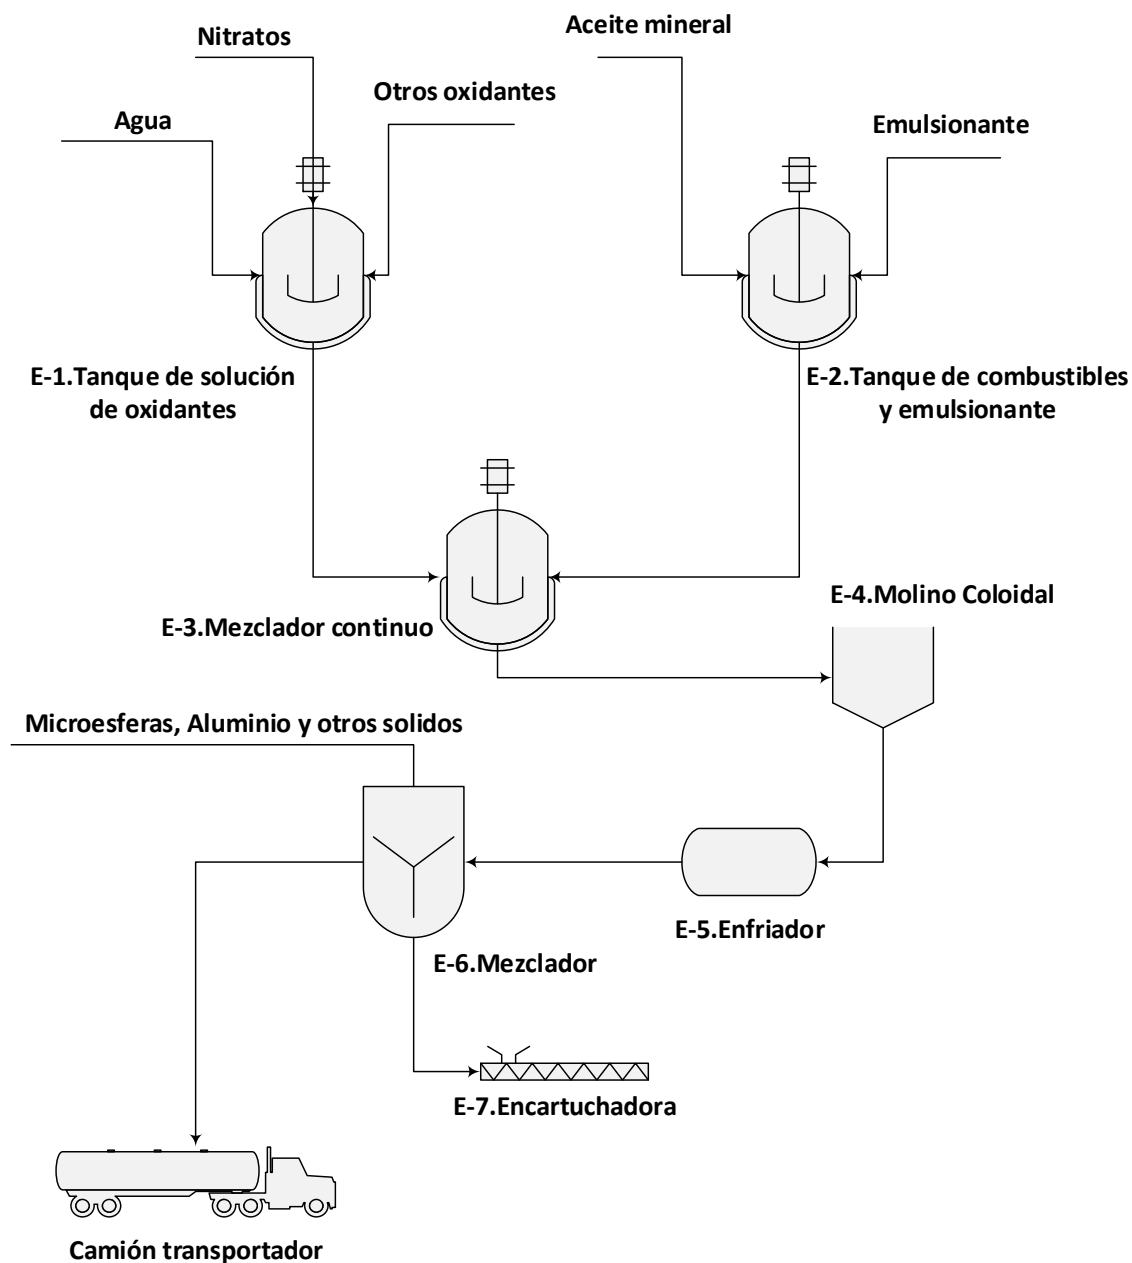 Nitratos
Aceite mineral
Otros oxidantes
Agua
Emulsionante
E-1.Tanque de solución
de oxidantes
E-2.Tanque de combustibles
y emulsionante
E-4.Molino Coloidal
E-3.Mezclador continuo
Microesferas, Aluminio y otros solidos
E-5.Enfriador
E-6.Mezclador
E-7.Encartuchadora
Camión transportador